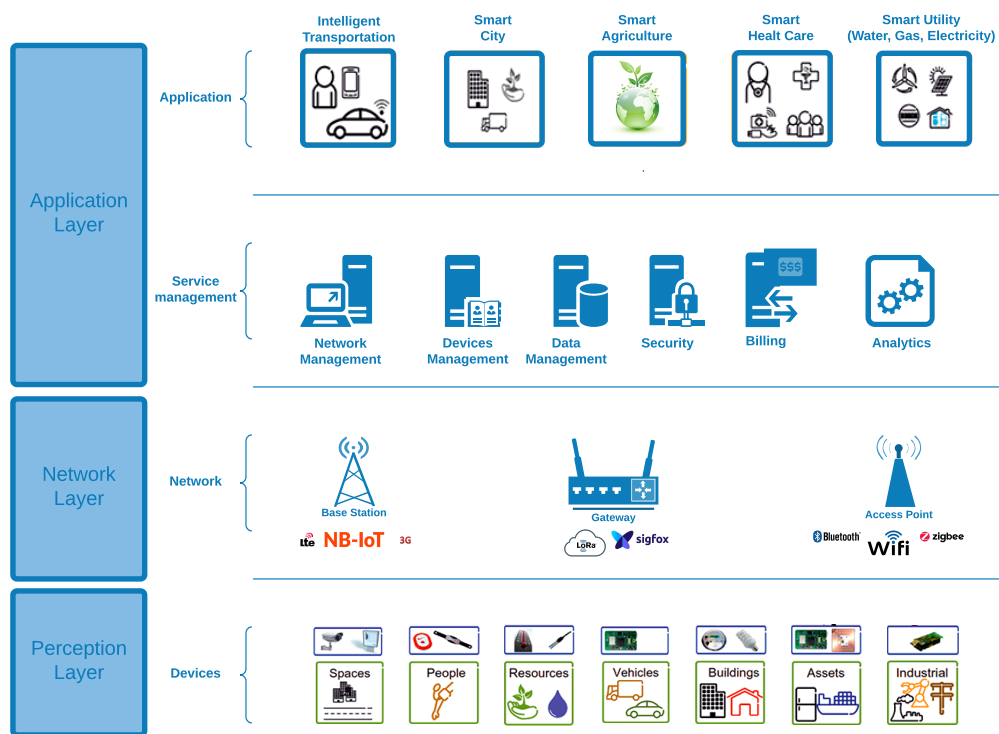 Intelligent
Transportation
Smart
City
Smart
Agriculture
Smart
Healt Care
Smart Utility
(Water, Gas, Electricity)
Application
Application
Layer
Service
management
$$$
Network
Management
Devices
Management
Data
Management
Security
Billing
Analytics
Network
Layer
Network
Base Station
Gateway
Access Point
Lte
NB-IoT
3G
LoRa
sigfox
Bluetooth
Wifi
zigbee
Perception
Layer
Devices
Spaces
People
Resources
Vehicles
Buildings
Assets
Industrial